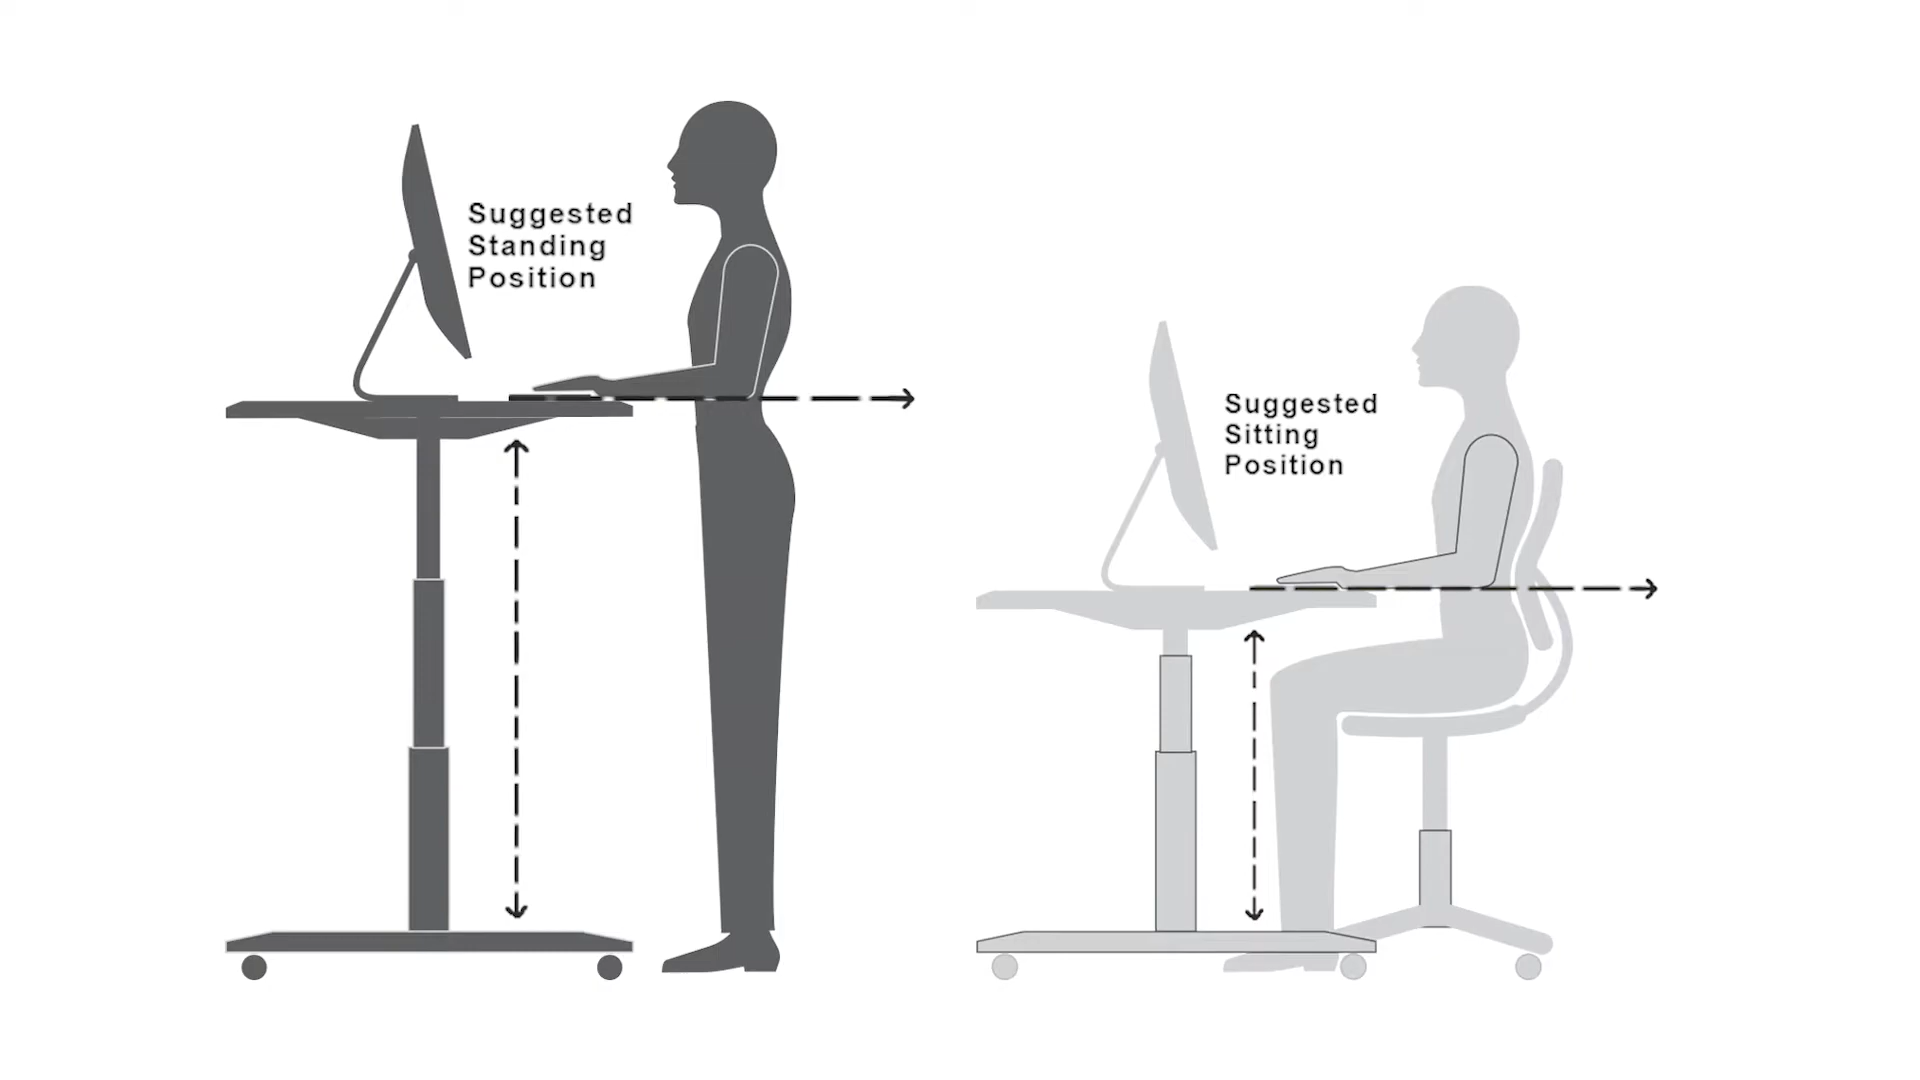 Suggested
Standing
Position
Suggested
Sitting
Position